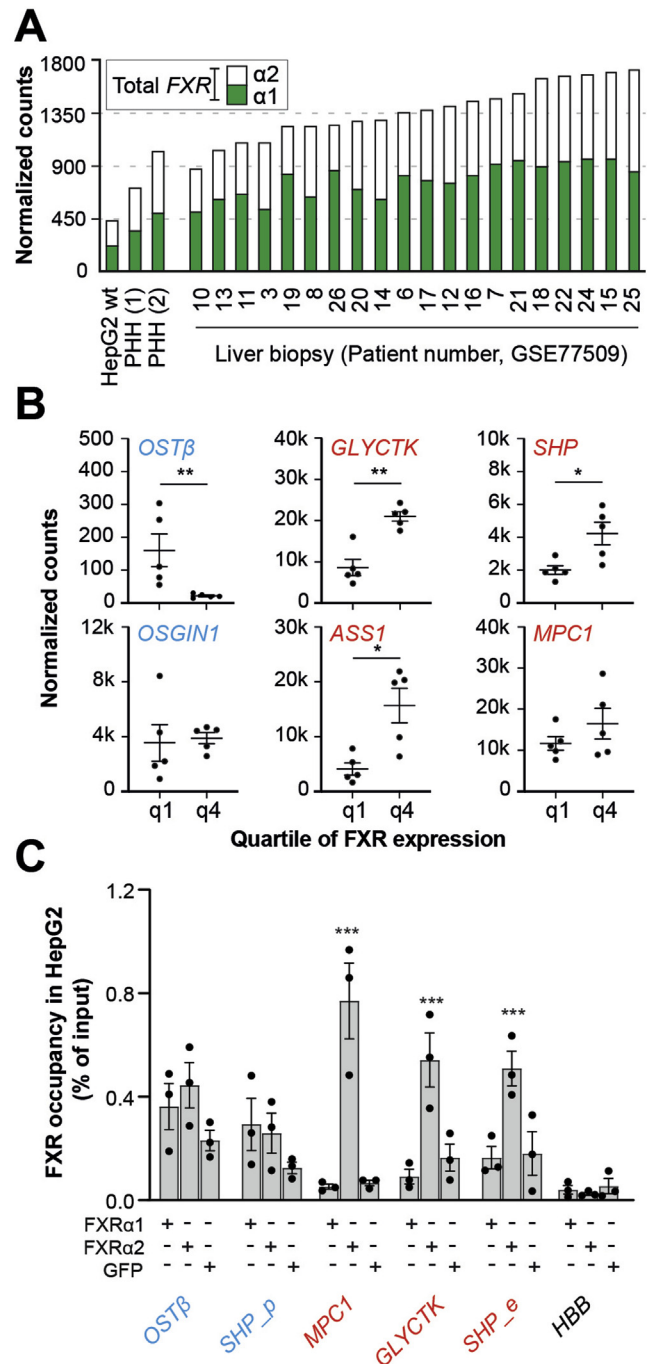 A
Normalized counts
1800
1350
900
450
0
Total FXR
α2
α1
HepG2 wt
PHH (1)
PHH (2)
10 13 11 3 19 8 26 20 14 6 17 12 16 7 21 18 22 24 15 25
Liver biopsy (Patient number, GSE77509)
B
Normalized counts
OSTβ
500
400
300
200
100
0
**
GLYCTK
30k
20k
10k
0
**
SHP
10k
8k
6k
4k
2k
0
*
OSGIN1
12k
8k
4k
0
q1 q4
ASS1
30k
20k
10k
0
*
q1 q4
MPC1
40k
30k
20k
10k
0
q1 q4
Quartile of FXR expression
C
FXR occupancy in HepG2
(% of input)
1.2
0.8
0.4
0.0
*** *** ***
FXRα1 + - - + - - + - - + - - + - - + - -
FXRα2 - + - - + - - + - - + - - + - - + -
GFP - - + - - + - - + - - + - - + - - +
OSTβ SHP_p MPC1 GLYCTK SHP_e HBB